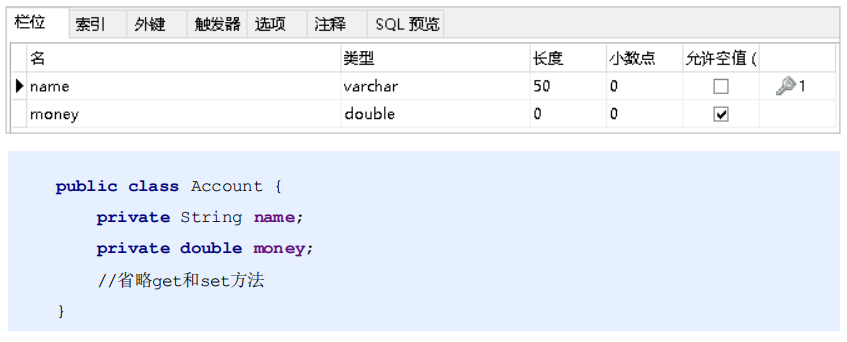 栏位 索引 外键 触发器 选项 注释 SQL 预览
名 类型 长度 小数点 允许空值 (
name varchar 50 0 1
money double 0 0
public class Account {
private String name;
private double money;
//省略get和set方法
}